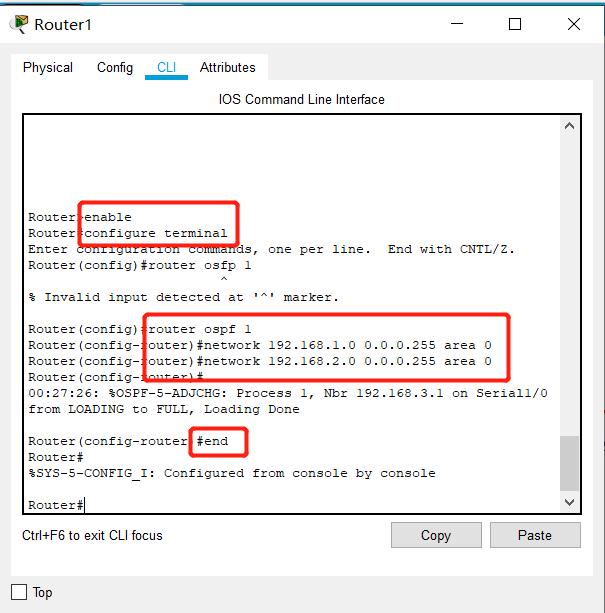 Router1
Physical Config CLI Attributes
IOS Command Line Interface
Router>enable
Router#configure terminal
Enter configuration commands, one per line. End with CNTL/Z.
Router(config)#router osfp 1
^
% Invalid input detected at '^' marker.
Router(config)#router ospf 1
Router(config-router)#network 192.168.1.0 0.0.0.255 area 0
Router(config-router)#network 192.168.2.0 0.0.0.255 area 0
Router(config-router)#
00:27:26: %OSPF-5-ADJCHG: Process 1, Nbr 192.168.3.1 on Serial1/0
from LOADING to FULL, Loading Done
Router(config-router)#end
Router#
%SYS-5-CONFIG_I: Configured from console by console
Router#
Ctrl+F6 to exit CLI focus Copy Paste
Top